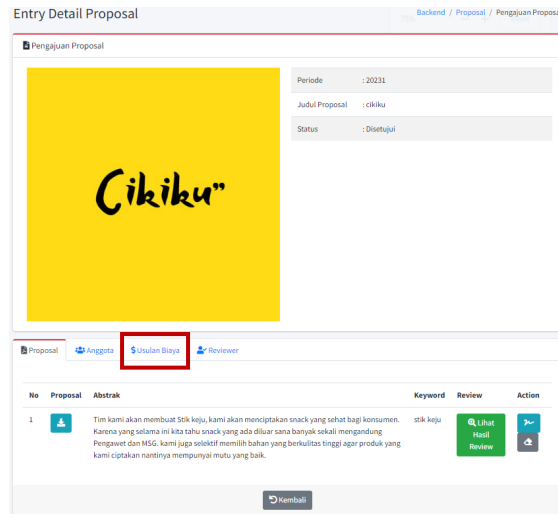 Entry Detail Proposal
Backend / Proposal / Pengajuan Proposa
Pengajuan Proposal
Cikiku"
Periode : 20231
Judul Proposal : cikiku
Status : Disetujui
Proposal Anggota $ Usulan Biaya Reviewer
No Proposal Abstrak Keyword Review Action
1 Tim kami akan membuat Stik keju, kami akan menciptakan snack yang sehat bagi konsumen. stik keju Lihat
Karena yang selama ini kita tahu snack yang ada diluar sana banyak sekali mengandung Hasil
Pengawet dan MSG. kami juga selektif memilih bahan yang berkulitas tinggi agar produk yang Review
kami ciptakan nantinya mempunyai mutu yang baik.
Kembali